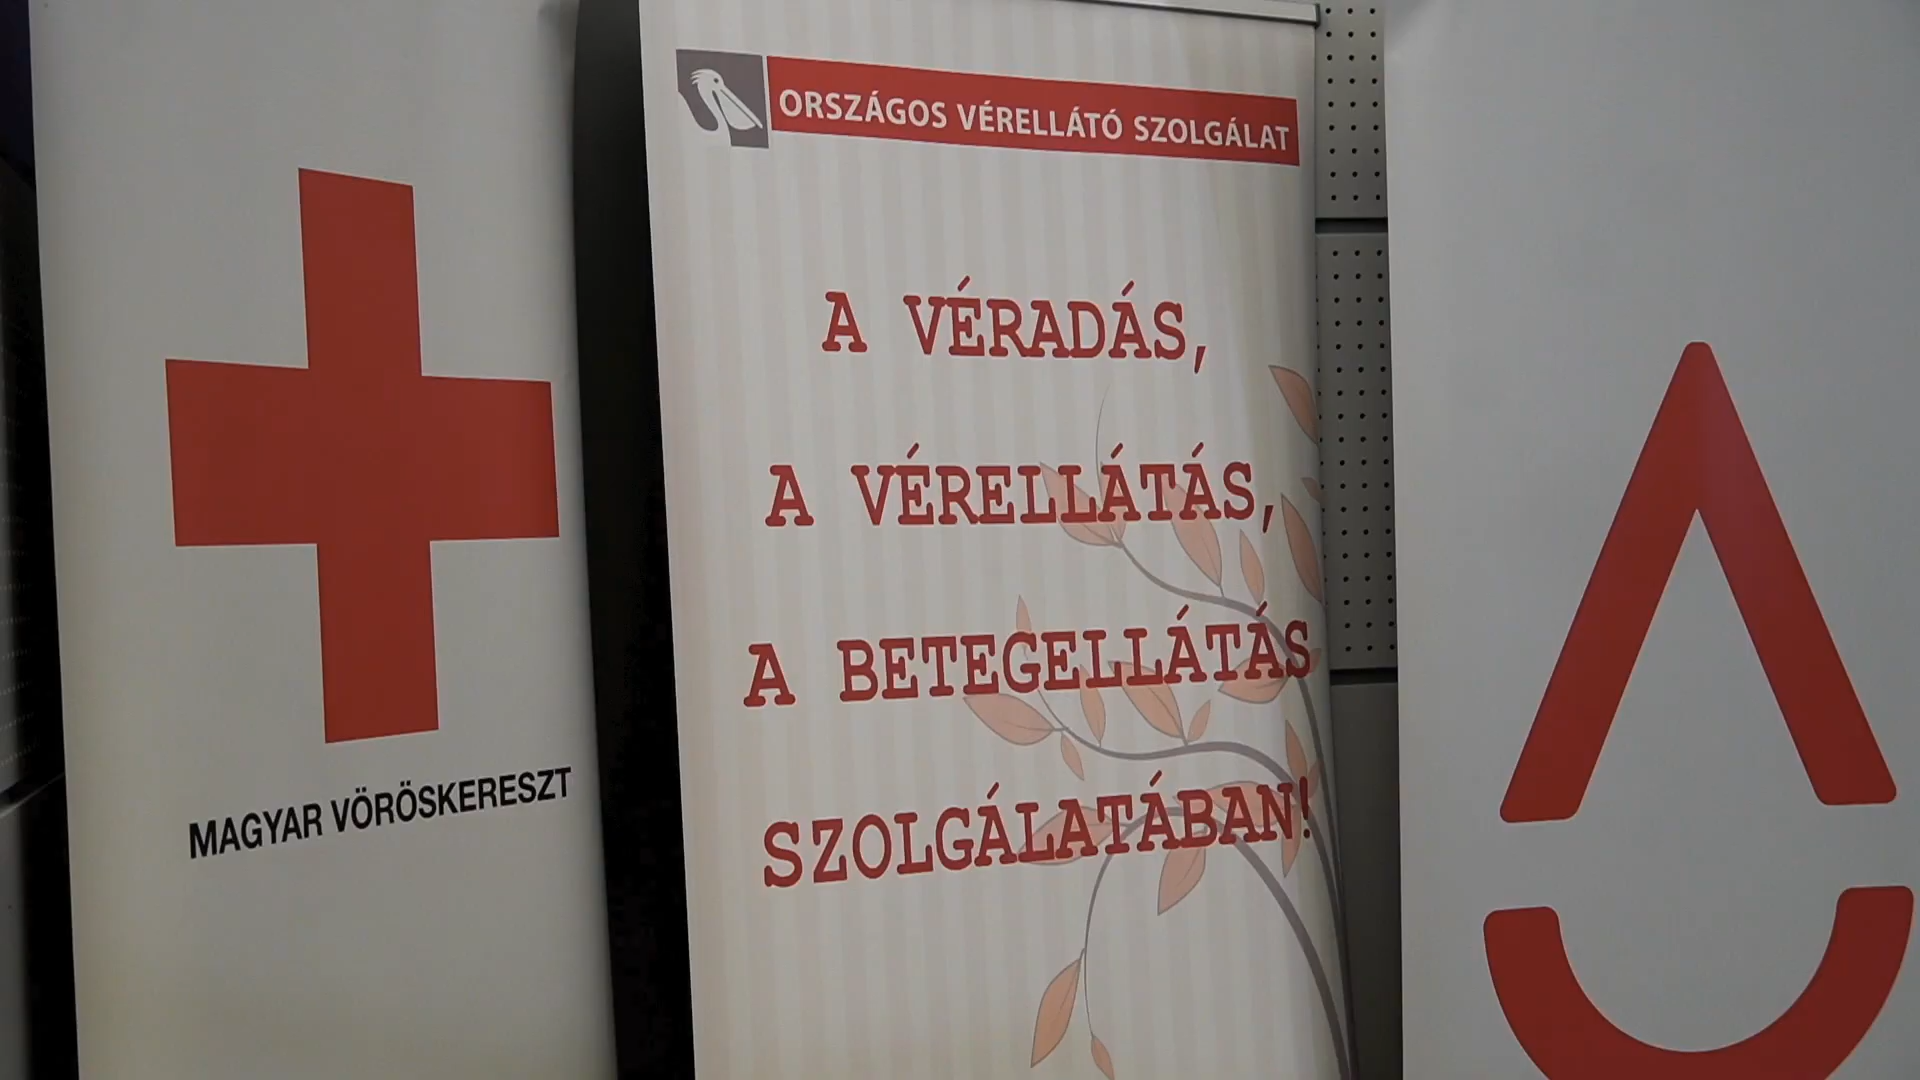 MAGYAR VÖRÖSKERESZT
ORSZÁGOS VÉRELLÁTÓ SZOLGÁLAT
A VÉRADÁS,
A VÉRELLÁTÁS,
A BETEGELLÁTÁS
SZOLGÁLATÁBAN!